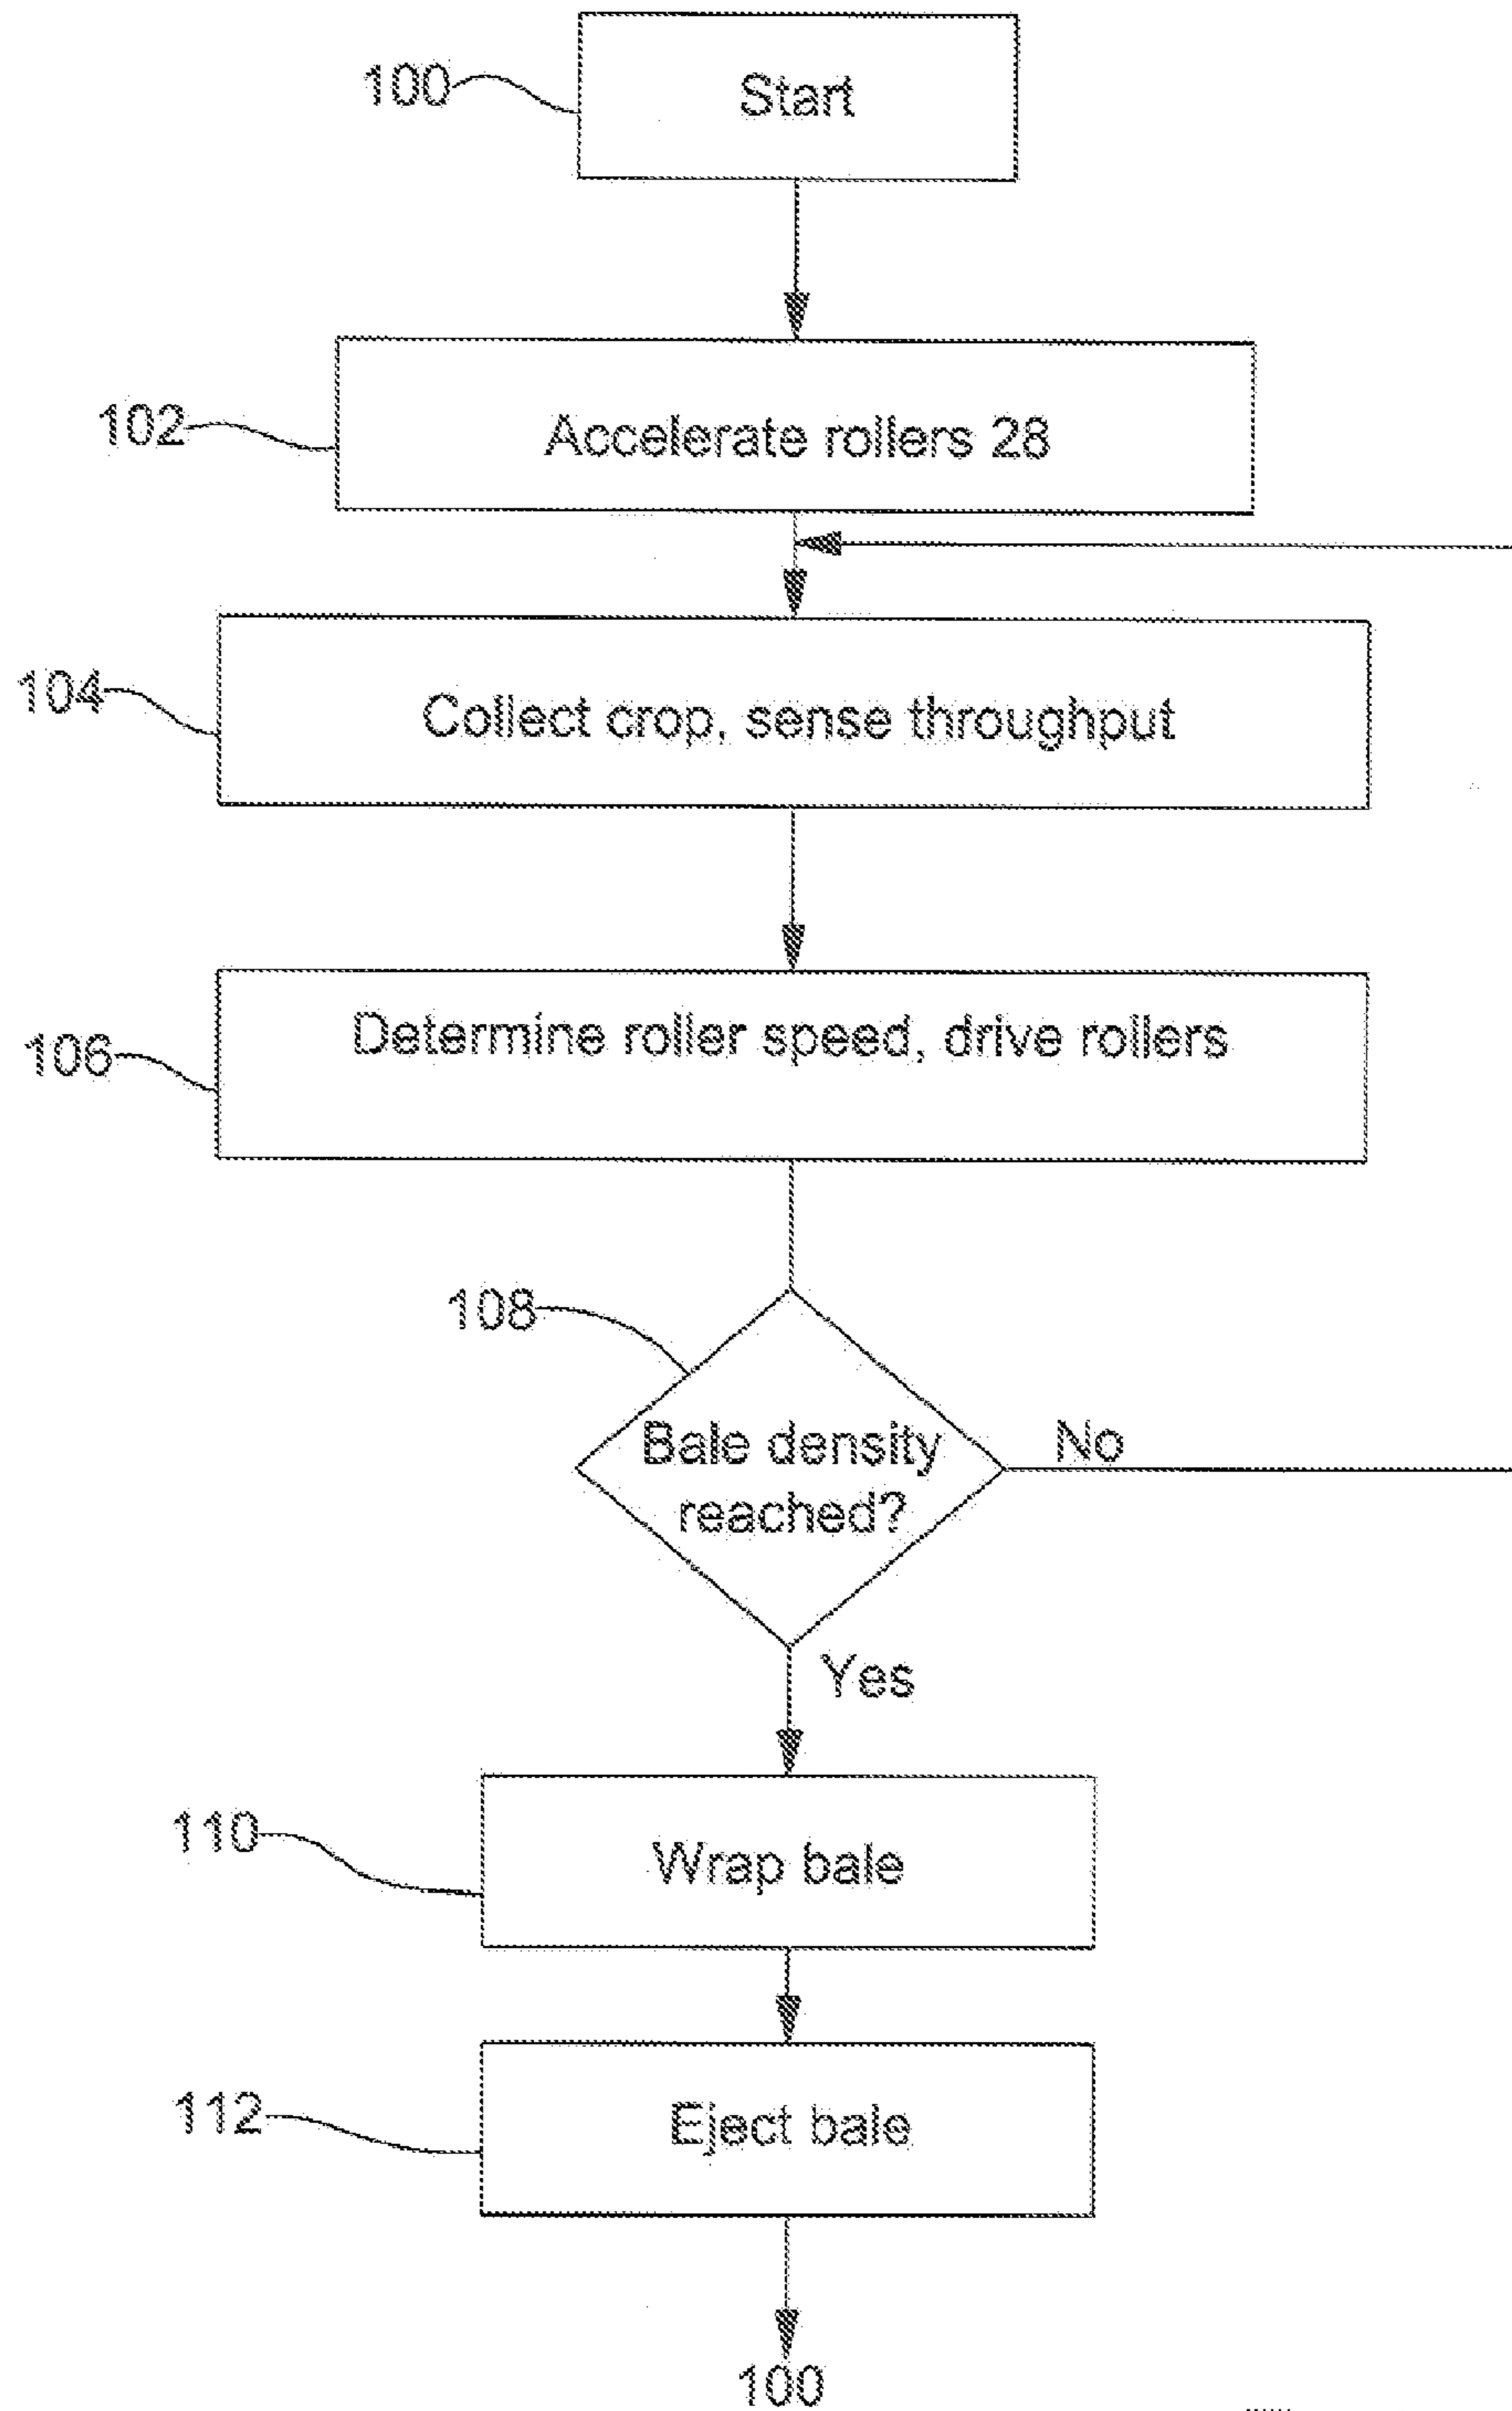 100
Start
102
Accelerate rollers 28
104
Collect crop, sense throughput
106
Determine roller speed, drive rollers
108
Bale density
reached?
No
Yes
110
Wrap bale
112
Eject bale
100